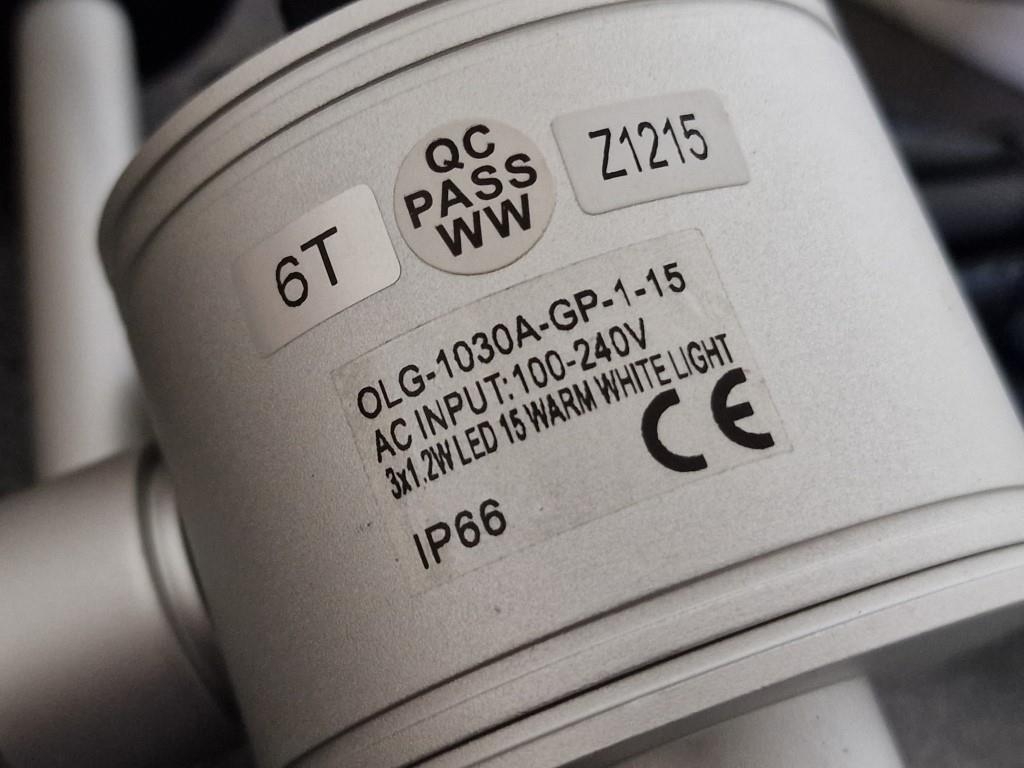 6T
QC
PASS
WW
Z1215
OLG-1030A-GP-1-15
AC INPUT:100-240V
3x1.2W LED 15 WARM WHITE LIGHT
CE
IP66